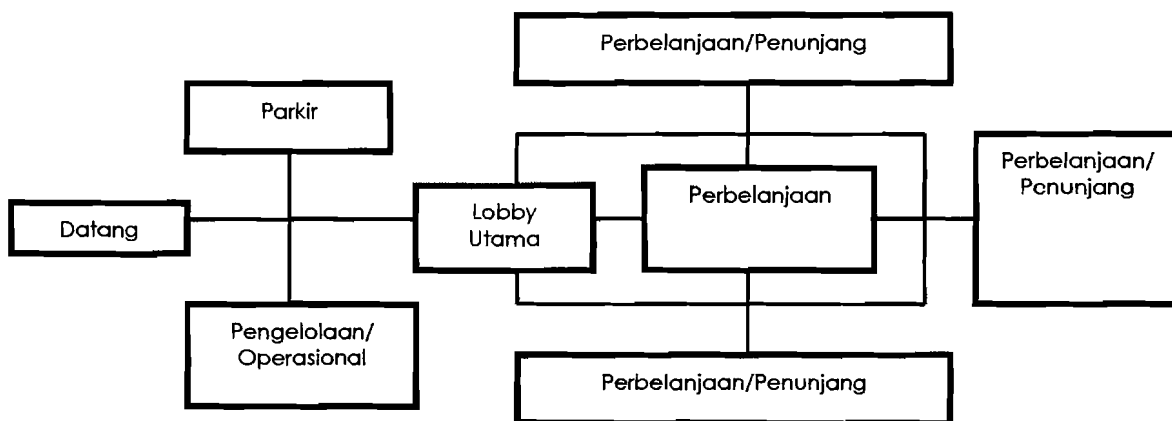 Perbelanjaan/Penunjang
Parkir
Perbelanjaan/
Penunjang
Perbelanjaan
Lobby
Utama
Datang
Pengelolaan/
Operasional
Perbelanjaan/Penunjang